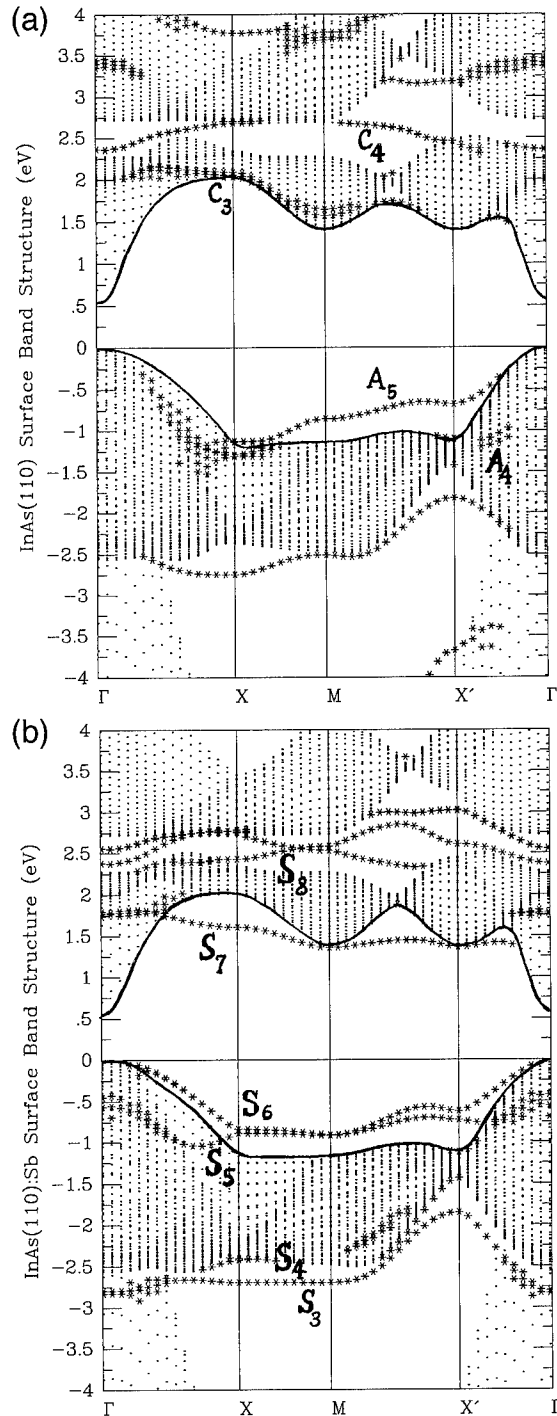 (a)
InAs(110) Surface Band Structure (eV)
4
3.5
3
2.5
2
1.5
1
.5
0
-.5
-1
-1.5
-2
-2.5
-3
-3.5
-4
C₄
C₃
A₅
A₄
Γ X M X′ Γ
(b)
InAs(110):Sb Surface Band Structure (eV)
4
3.5
3
2.5
2
1.5
1
.5
0
-.5
-1
-1.5
-2
-2.5
-3
-3.5
-4
S₈
S₇
S₆
S₅
S₄
S₃
Γ X M X′ Γ